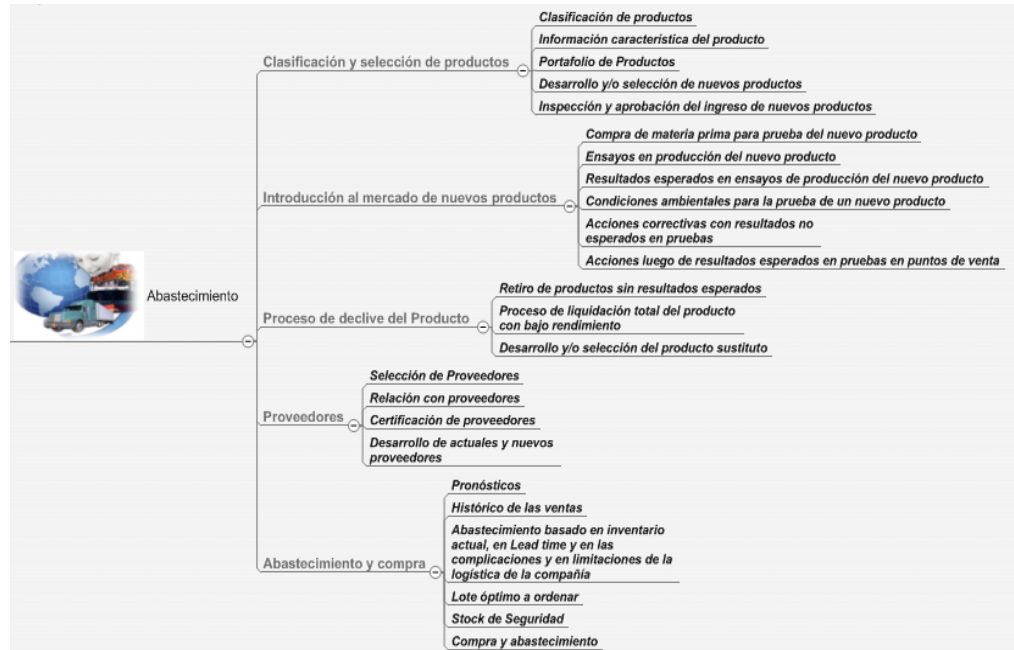 Abastecimiento
Clasificación y selección de productos
Clasificación de productos
Información característica del producto
Portafolio de Productos
Desarrollo y/o selección de nuevos productos
Inspección y aprobación del ingreso de nuevos productos
Introducción al mercado de nuevos productos
Compra de materia prima para prueba del nuevo producto
Ensayos en producción del nuevo producto
Resultados esperados en ensayos de producción del nuevo producto
Condiciones ambientales para la prueba de un nuevo producto
Acciones correctivas con resultados no
esperados en pruebas
Acciones luego de resultados esperados en pruebas en puntos de venta
Proceso de declive del Producto
Retiro de productos sin resultados esperados
Proceso de liquidación total del producto
con bajo rendimiento
Desarrollo y/o selección del producto sustituto
Proveedores
Selección de Proveedores
Relación con proveedores
Certificación de proveedores
Desarrollo de actuales y nuevos
proveedores
Abastecimiento y compra
Pronósticos
Histórico de las ventas
Abastecimiento basado en inventario
actual, en Lead time y en las
complicaciones y en limitaciones de la
logística de la compañía
Lote óptimo a ordenar
Stock de Seguridad
Compra y abastecimiento